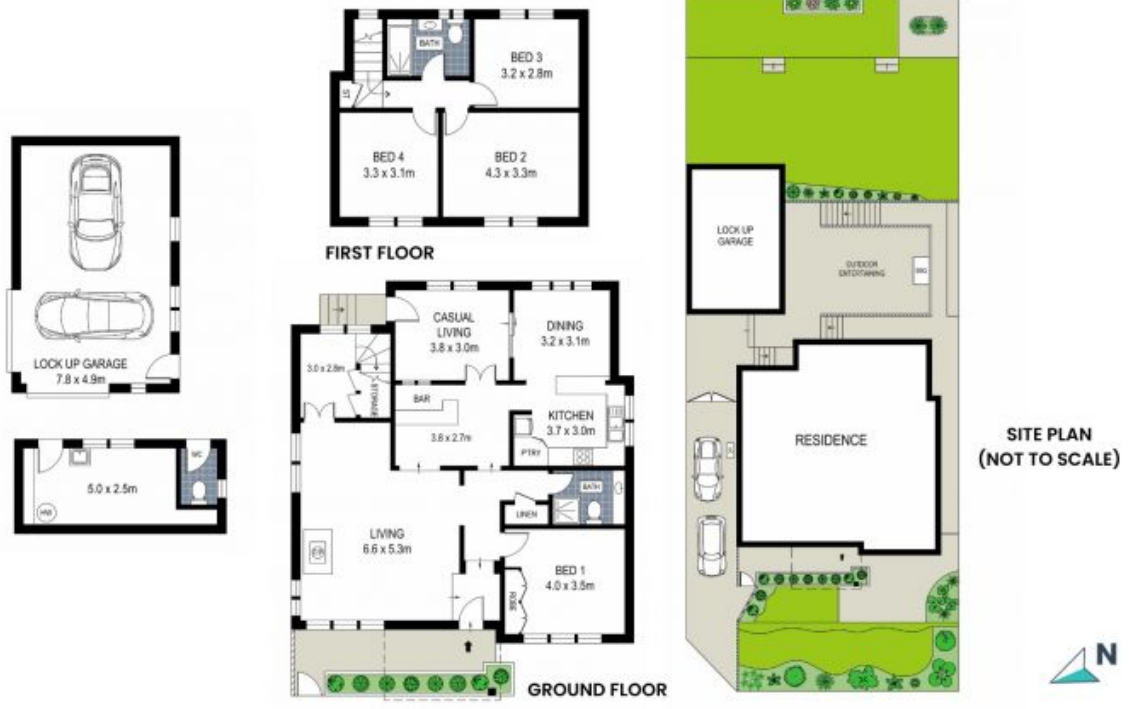 BATH
BED 3
3.2 x 2.8m
ST
BED 4
3.3 x 3.1m
BED 2
4.3 x 3.3m
FIRST FLOOR
LOCK UP GARAGE
7.8 x 4.9m
WC
5.0 x 2.5m
HW
CASUAL
LIVING
3.8 x 3.0m
DINING
3.2 x 3.1m
3.0 x 2.8m
STORAGE
BAR
3.8 x 2.7m
KITCHEN
3.7 x 3.0m
PTRY
BATH
LINEN
LIVING
6.6 x 5.3m
BED 1
4.0 x 3.5m
ROBE
GROUND FLOOR
LOCK UP
GARAGE
OUTDOOR
ENTERTAINING
BBQ
RESIDENCE
SITE PLAN
(NOT TO SCALE)
N